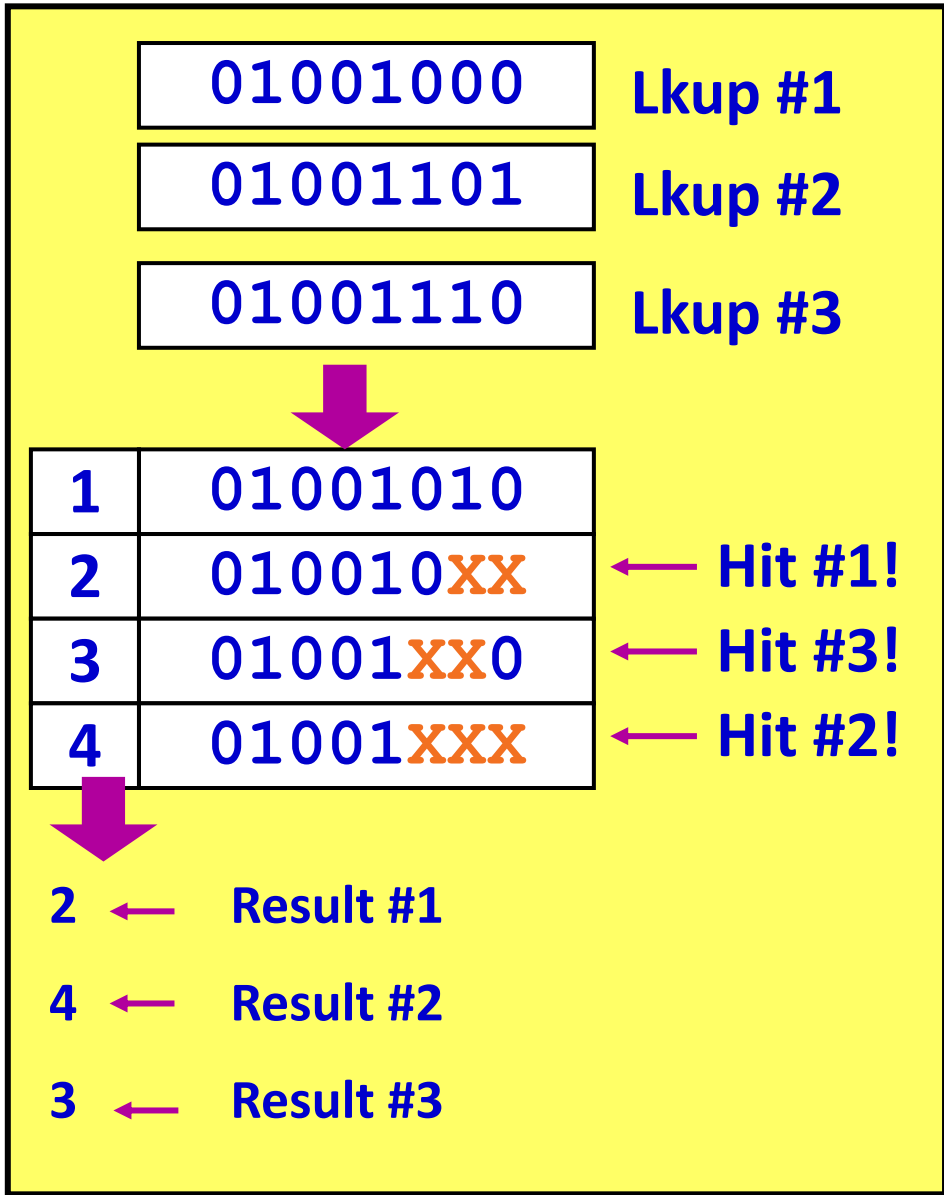 01001000 Lkup #1
01001101 Lkup #2
01001110 Lkup #3
1 01001010
2 010010XX Hit #1!
3 01001XX0 Hit #3!
4 01001XXX Hit #2!
2 Result #1
4 Result #2
3 Result #3